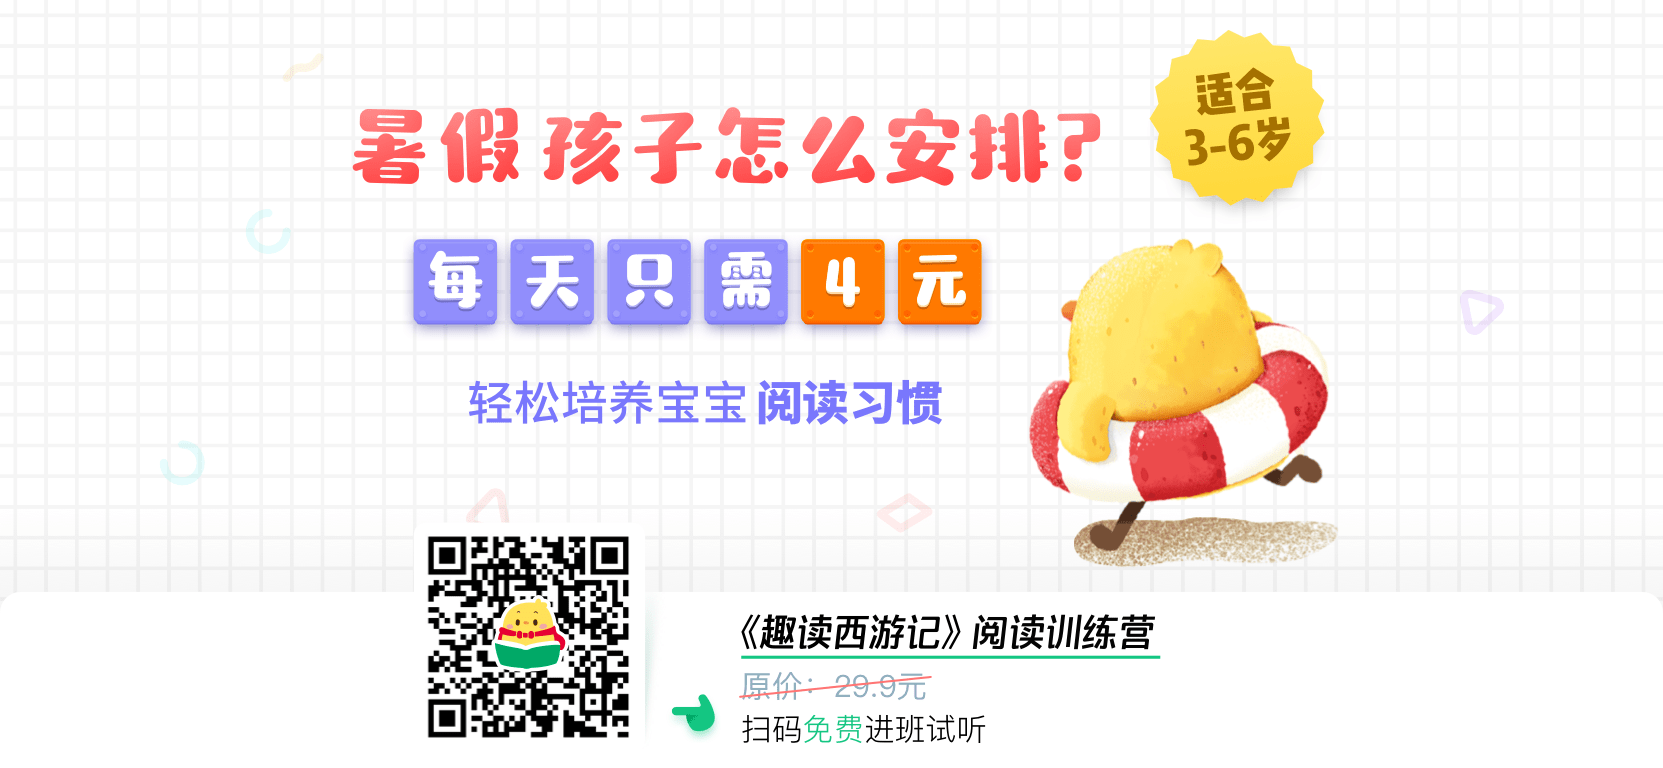 暑假 孩子怎么安排?
适合
3-6岁
每天只需4元
轻松培养宝宝 阅读习惯
《趣读西游记》阅读训练营
原价：29.9元
扫码免费进班试听